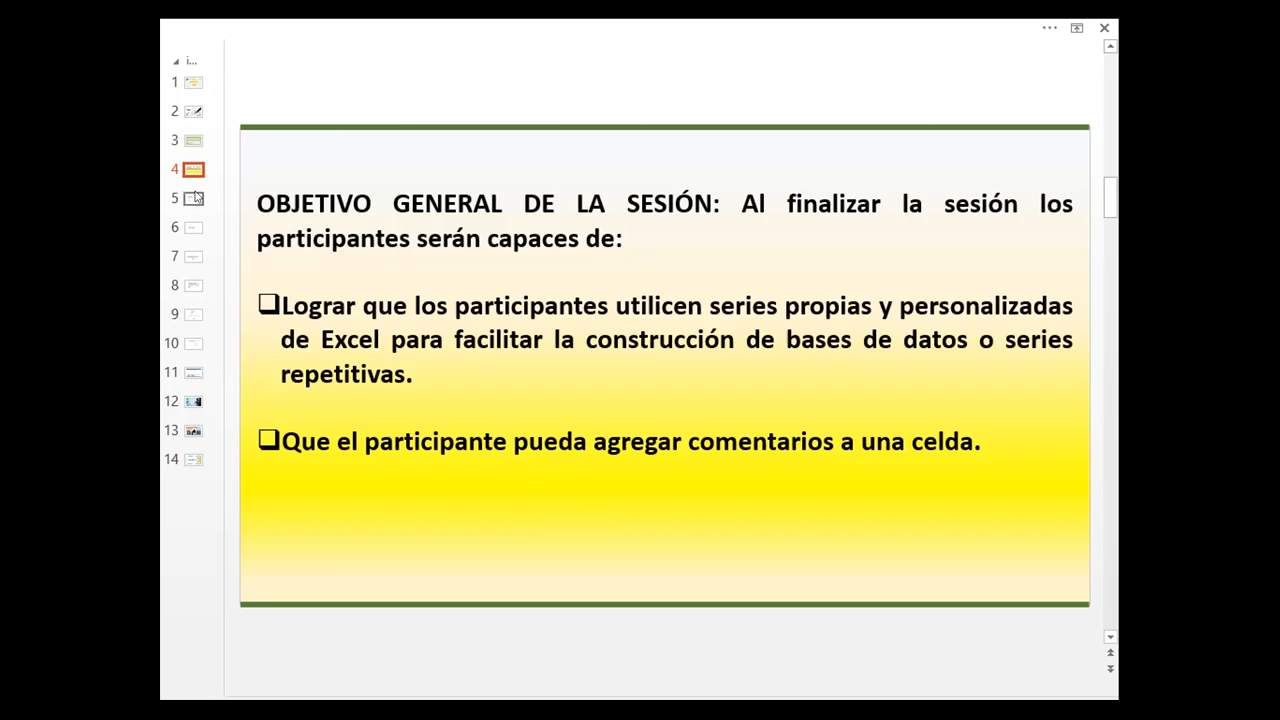 i...
1
2
3
4
5
6
7
8
9
10
11
12
13
14
OBJETIVO GENERAL DE LA SESIÓN: Al finalizar la sesión los
participantes serán capaces de:
Lograr que los participantes utilicen series propias y personalizadas
de Excel para facilitar la construcción de bases de datos o series
repetitivas.
Que el participante pueda agregar comentarios a una celda.